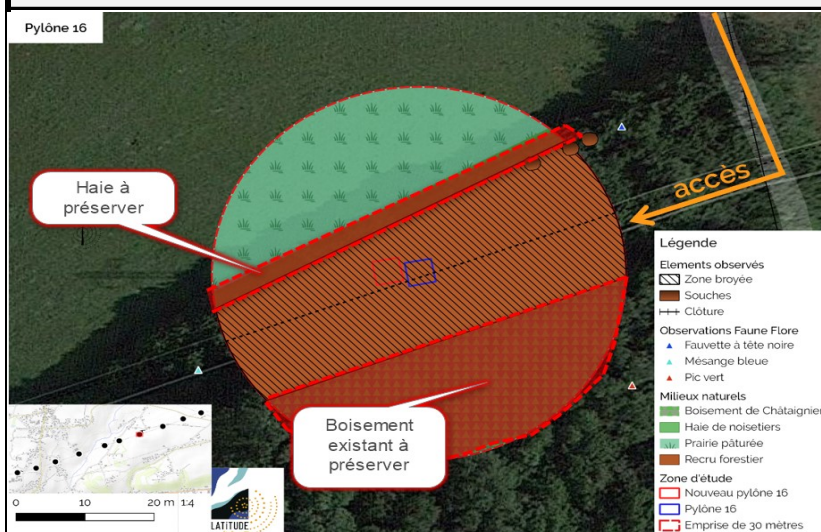 Pylône 16
Haie à
préserver
accès
Boisement
existant à
préserver
Légende
Elements observés
Zone broyée
Souches
Clôture
Observations Faune Flore
Fauvette à tête noire
Mésange bleue
Pic vert
Milieux naturels
Boisement de Châtaignier
Haie de noisetiers
Prairie pâturée
Recru forestier
Zone d'étude
Nouveau pylône 16
Pylône 16
Emprise de 30 mètres
0 10 20 m 1:4
LATITUDE